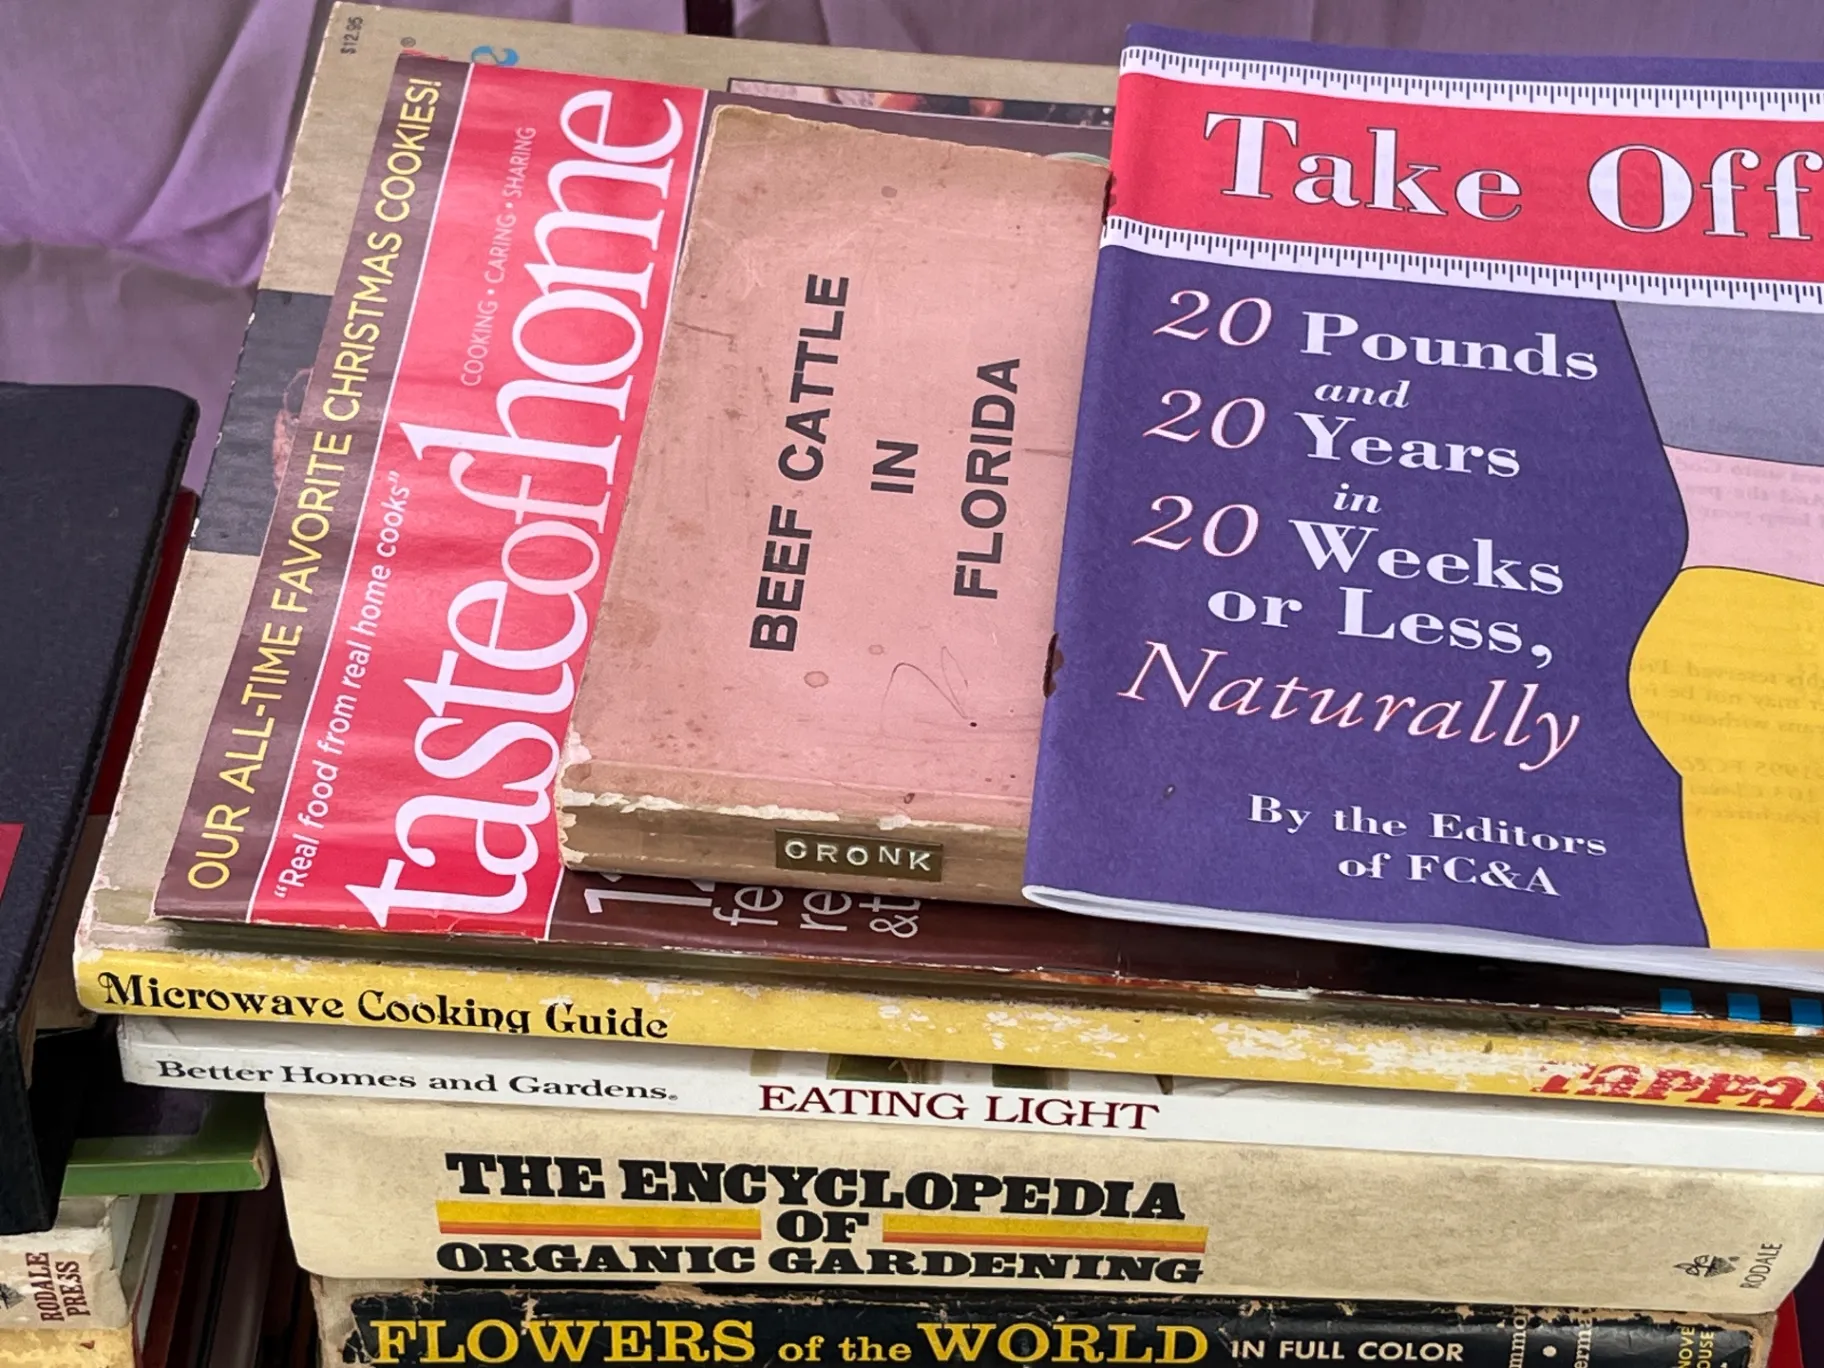 $12.95
OUR ALL-TIME FAVORITE CHRISTMAS COOKIES!
"Real food from real home cooks"
COOKING • CARING • SHARING
tasteofhome
BEEF CATTLE
IN
FLORIDA
CRONK
Take Off
20 Pounds
and
20 Years
in
20 Weeks
or Less,
Naturally
By the Editors
of FC&A
Microwave Cooking Guide
Better Homes and Gardens® EATING LIGHT
THE ENCYCLOPEDIA
OF
ORGANIC GARDENING
RODALE
FLOWERS of the WORLD IN FULL COLOR
RODALE
PRESS